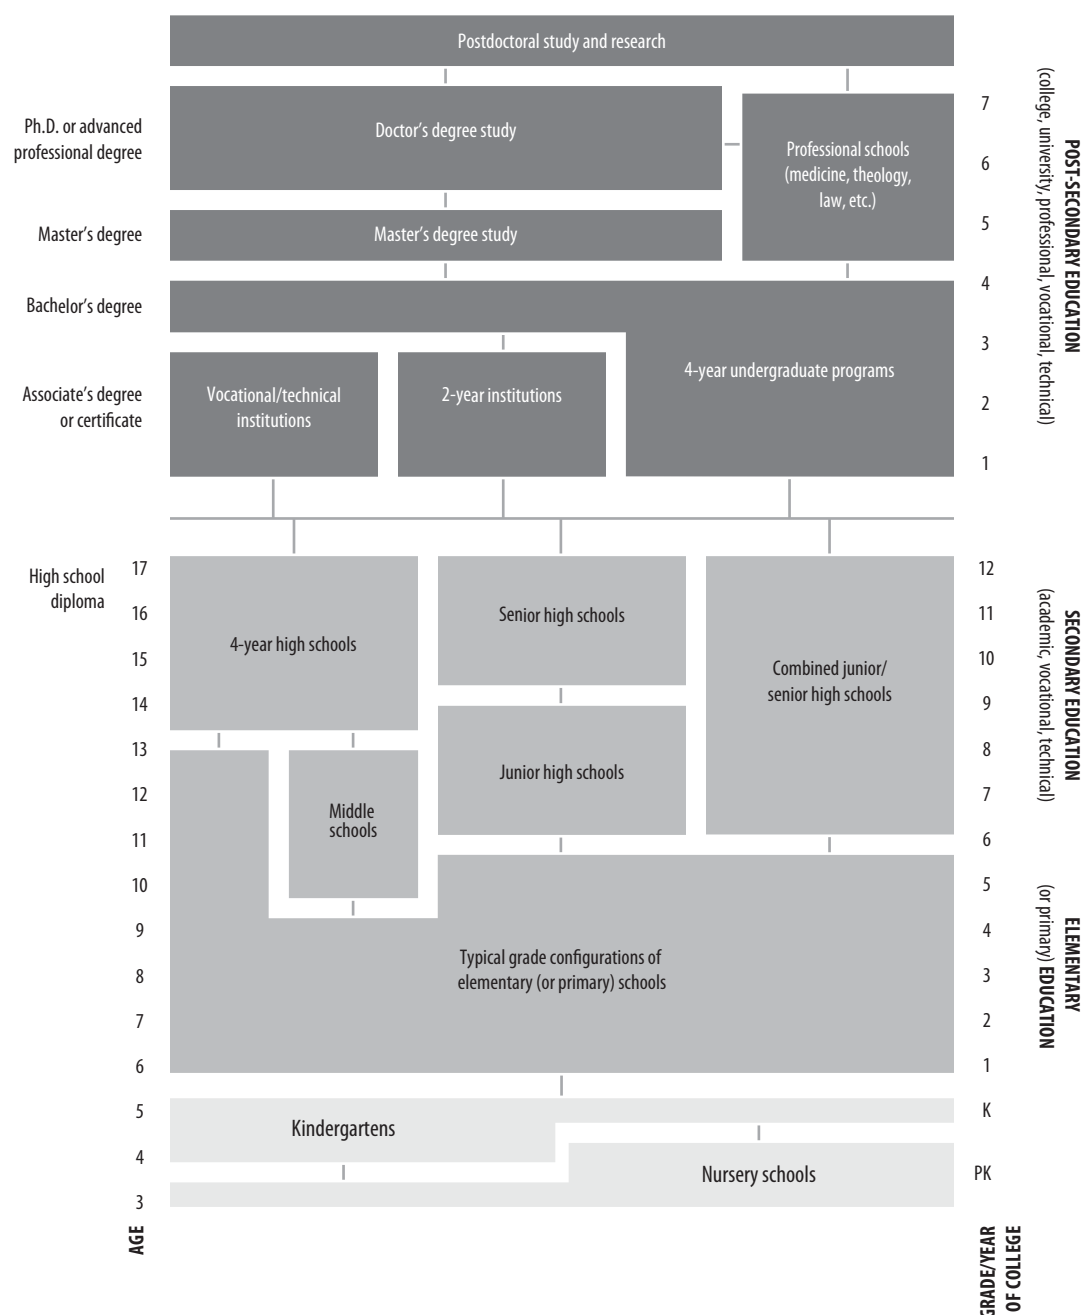 Postdoctoral study and research
Ph.D. or advanced
professional degree
Doctor's degree study
Professional schools
(medicine, theology,
law, etc.)
7
6
Master's degree
Master's degree study
5
Bachelor's degree
4
3
4-year undergraduate programs
Associate's degree
or certificate
Vocational/technical
institutions
2-year institutions
2
1
POST-SECONDARY EDUCATION
(college, university, professional, vocational, technical)
High school
diploma
17
16
15
14
13
12
11
10
9
8
7
6
5
4
3
AGE
4-year high schools
Senior high schools
Combined junior/
senior high schools
Junior high schools
Middle
schools
Typical grade configurations of
elementary (or primary) schools
Kindergartens
Nursery schools
12
11
10
9
8
7
6
5
4
3
2
1
K
PK
GRADE/YEAR
OF COLLEGE
SECONDARY EDUCATION
(academic, vocational, technical)
ELEMENTARY
(or primary) EDUCATION